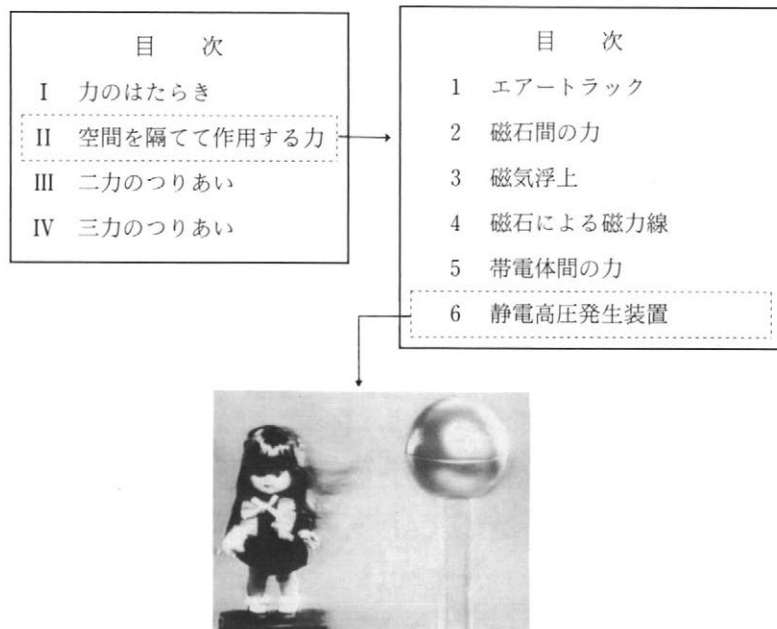 目 次
I 力のはたらき
II 空間を隔てて作用する力
III 二力のつりあい
IV 三力のつりあい
目 次
1 エアートラック
2 磁石間の力
3 磁気浮上
4 磁石による磁力線
5 帯電体間の力
6 静電高圧発生装置